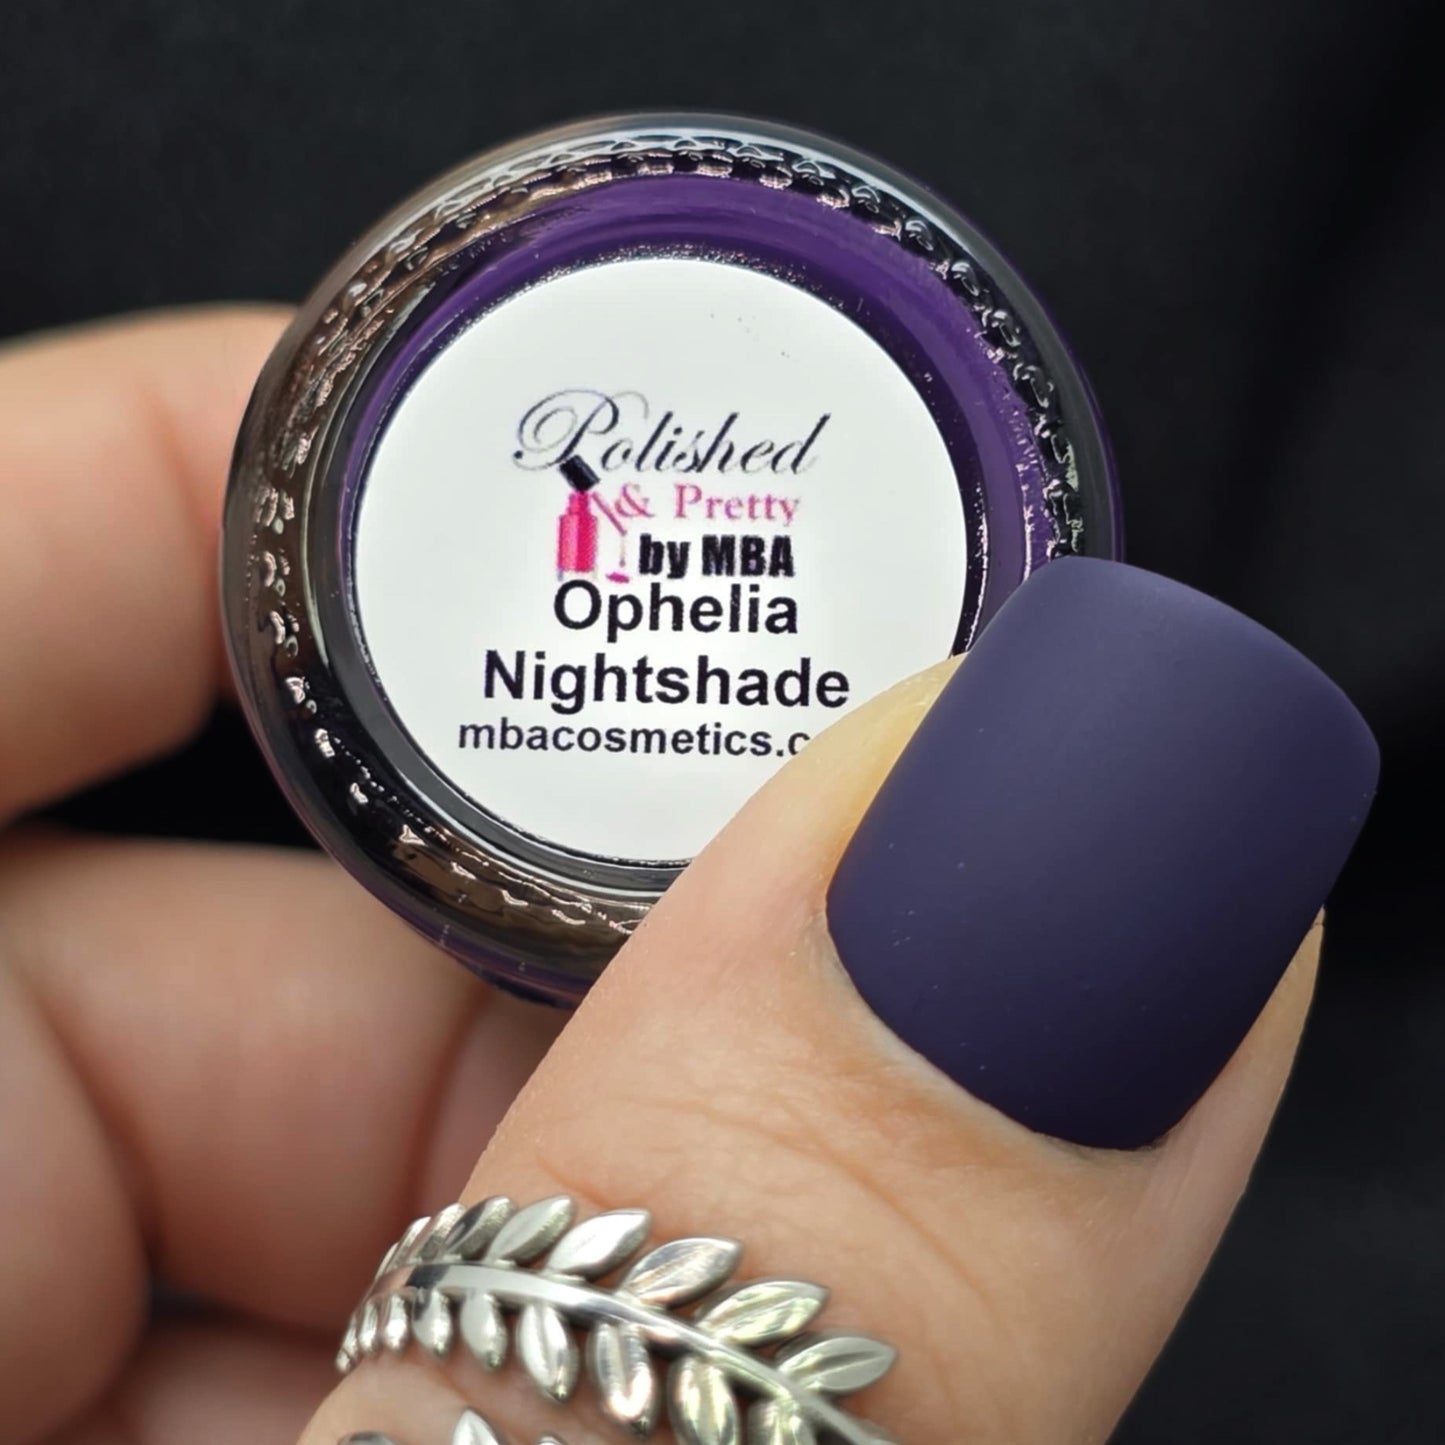 Polished
& Pretty
by MBA
Ophelia
Nightshade
mbacosmetics.c